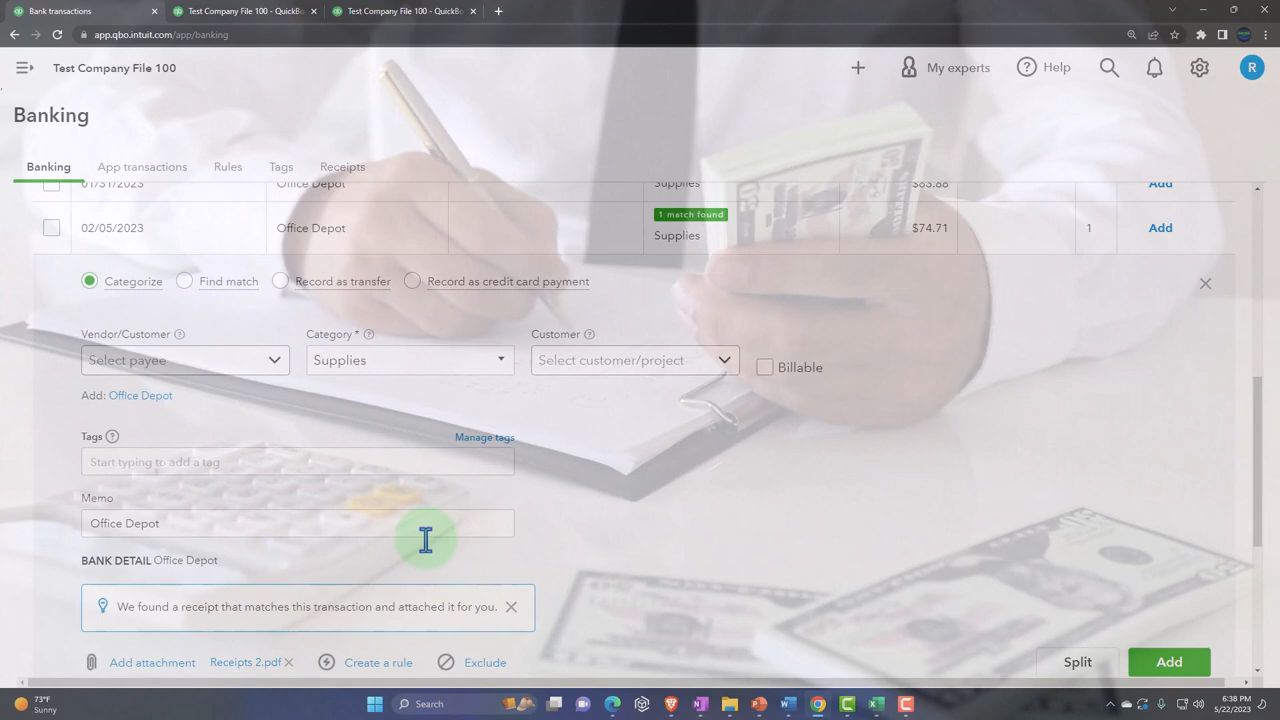 Bank transactions
Test Company File 100 - QuickBo
Test Company File 100 - QuickBo
app.qbo.intuit.com/app/banking
Test Company File 100
My experts
Help
R
Banking
Banking App transactions Rules Tags Receipts
01/31/2023 Office Depot Supplies $83.88 Add
1 match found
02/05/2023 Office Depot $74.71 1 Add
Supplies
Categorize Find match Record as transfer Record as credit card payment
Vendor/Customer Category * Customer
Select payee Supplies Select customer/project Billable
Add: Office Depot
Tags Manage tags
Start typing to add a tag
Memo
Office Depot
BANK DETAIL Office Depot
We found a receipt that matches this transaction and attached it for you.
Add attachment Receipts 2.pdf Create a rule Exclude Split Add
73°F
Sunny
Search
6:38 PM
5/22/2023